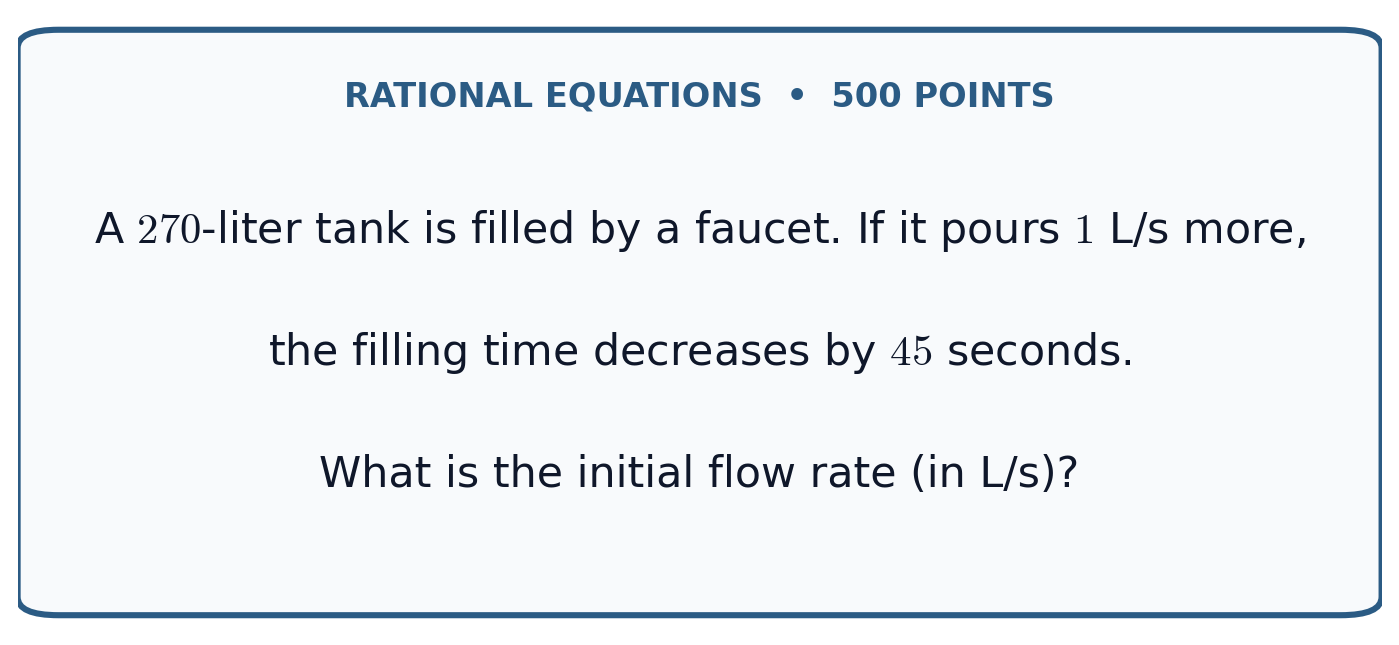 RATIONAL EQUATIONS • 500 POINTS
A 270-liter tank is filled by a faucet. If it pours 1 L/s more,
the filling time decreases by 45 seconds.
What is the initial flow rate (in L/s)?